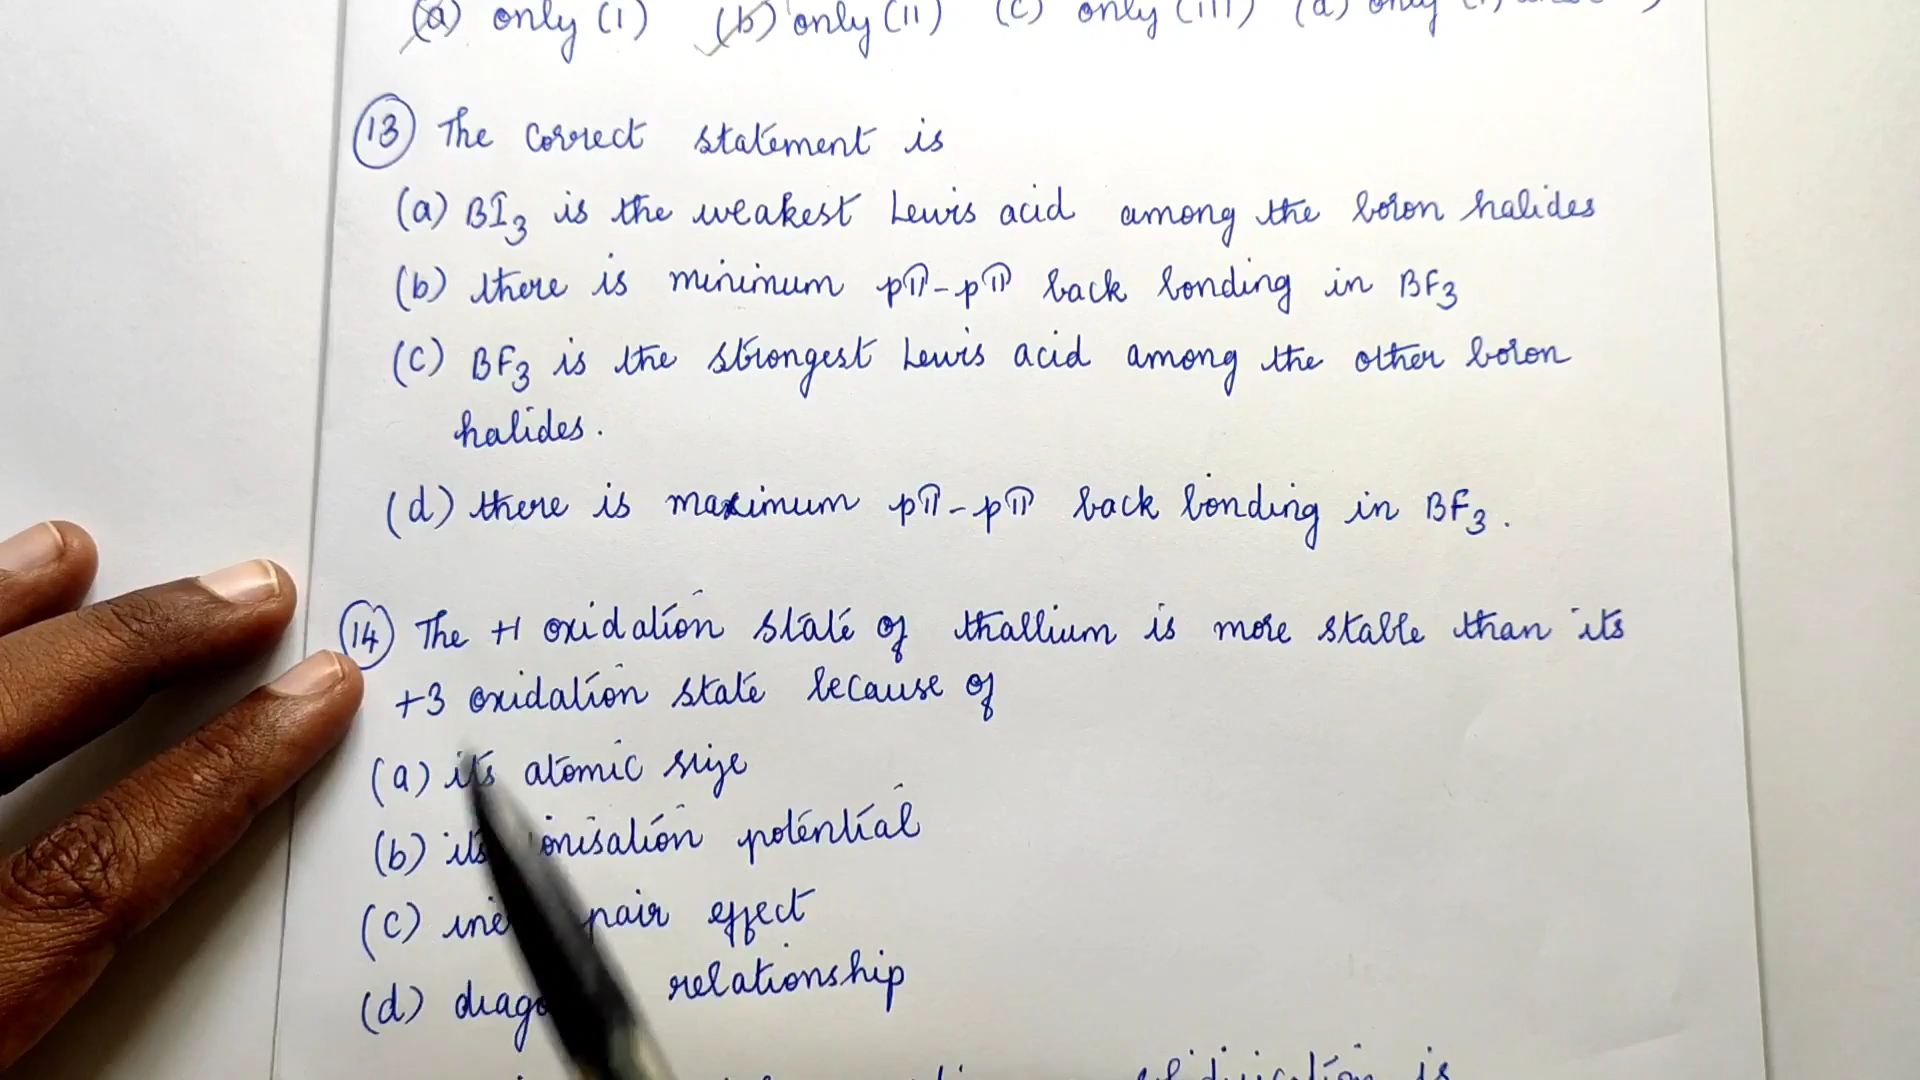 (a) only (I) (b) only (II) (c) only (III) (d) only
(13) The correct statement is
(a) BI3 is the weakest Lewis acid among the boron halides
(b) there is minimum pπ-pπ back bonding in BF3
(c) BF3 is the strongest Lewis acid among the other boron
halides.
(d) there is maximum pπ-pπ back bonding in BF3.
(14) The +1 oxidation state of thallium is more stable than its
+3 oxidation state because of
(a) its atomic size
(b) its potential
(c) pair effect
(d) relationship
is